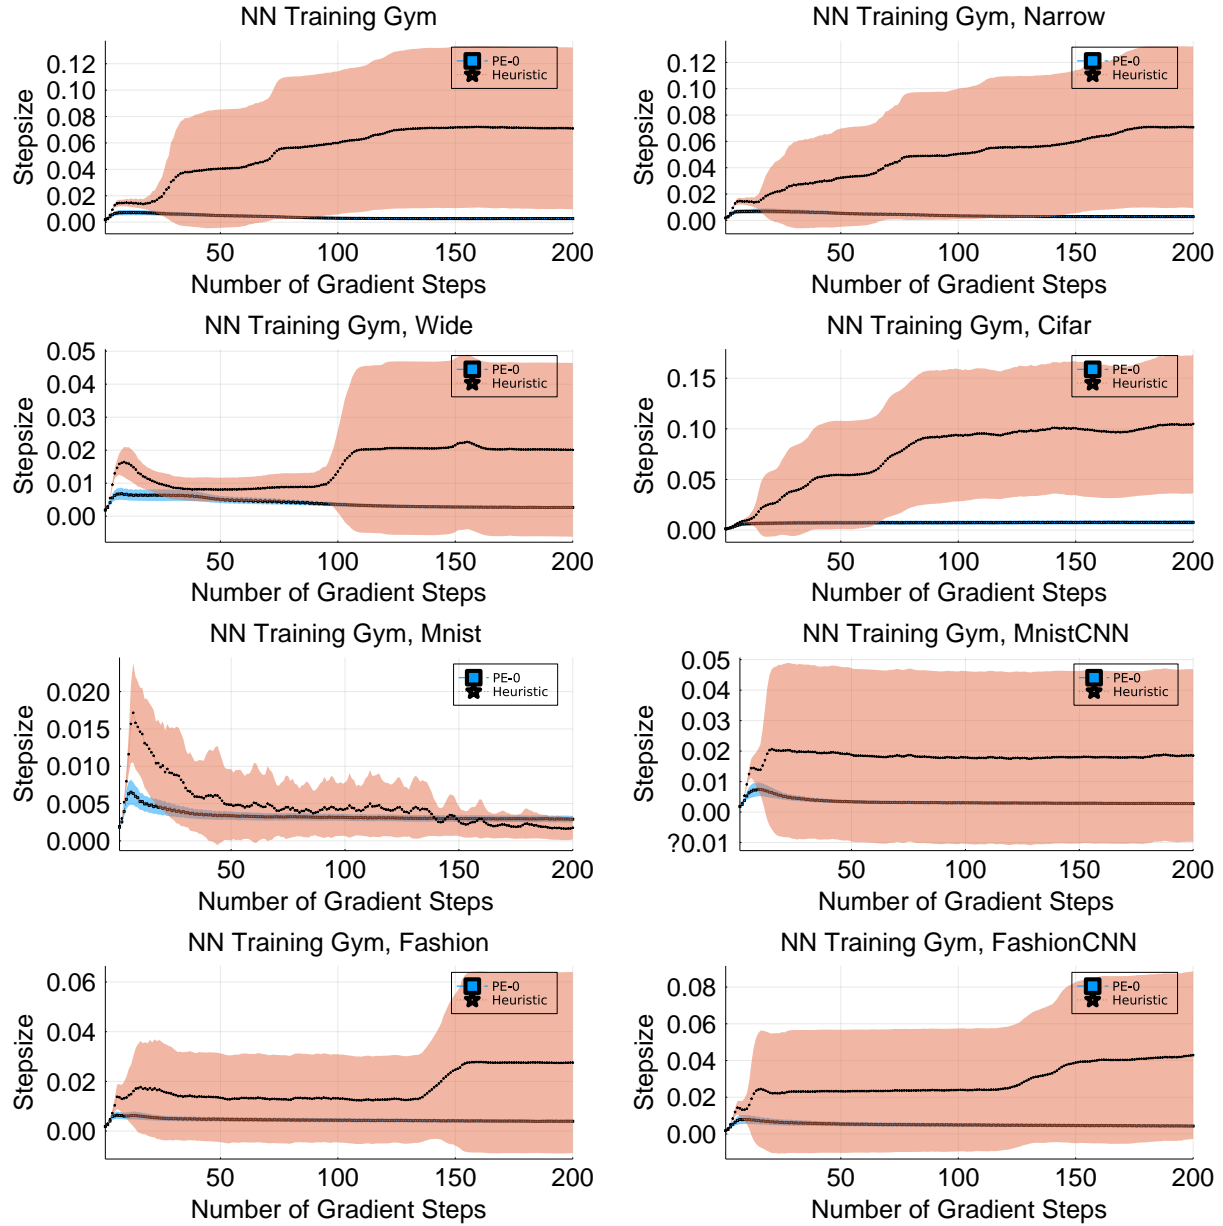 NN Training Gym
0.12
0.10
0.08
0.06
0.04
0.02
0.00
Stepsize
PE-0
Heuristic
50
100
150
200
Number of Gradient Steps
NN Training Gym, Narrow
0.12
0.10
0.08
0.06
0.04
0.02
0.00
Stepsize
PE-0
Heuristic
50
100
150
200
Number of Gradient Steps
NN Training Gym, Wide
0.05
0.04
0.03
0.02
0.01
0.00
Stepsize
PE-0
Heuristic
50
100
150
200
Number of Gradient Steps
NN Training Gym, Cifar
0.15
0.10
0.05
0.00
Stepsize
PE-0
Heuristic
50
100
150
200
Number of Gradient Steps
NN Training Gym, Mnist
0.020
0.015
0.010
0.005
0.000
Stepsize
PE-0
Heuristic
50
100
150
200
Number of Gradient Steps
NN Training Gym, MnistCNN
0.05
0.04
0.03
0.02
0.01
0.00
?0.01
Stepsize
PE-0
Heuristic
50
100
150
200
Number of Gradient Steps
NN Training Gym, Fashion
0.06
0.04
0.02
0.00
Stepsize
PE-0
Heuristic
50
100
150
200
Number of Gradient Steps
NN Training Gym, FashionCNN
0.08
0.06
0.04
0.02
0.00
Stepsize
PE-0
Heuristic
50
100
150
200
Number of Gradient Steps